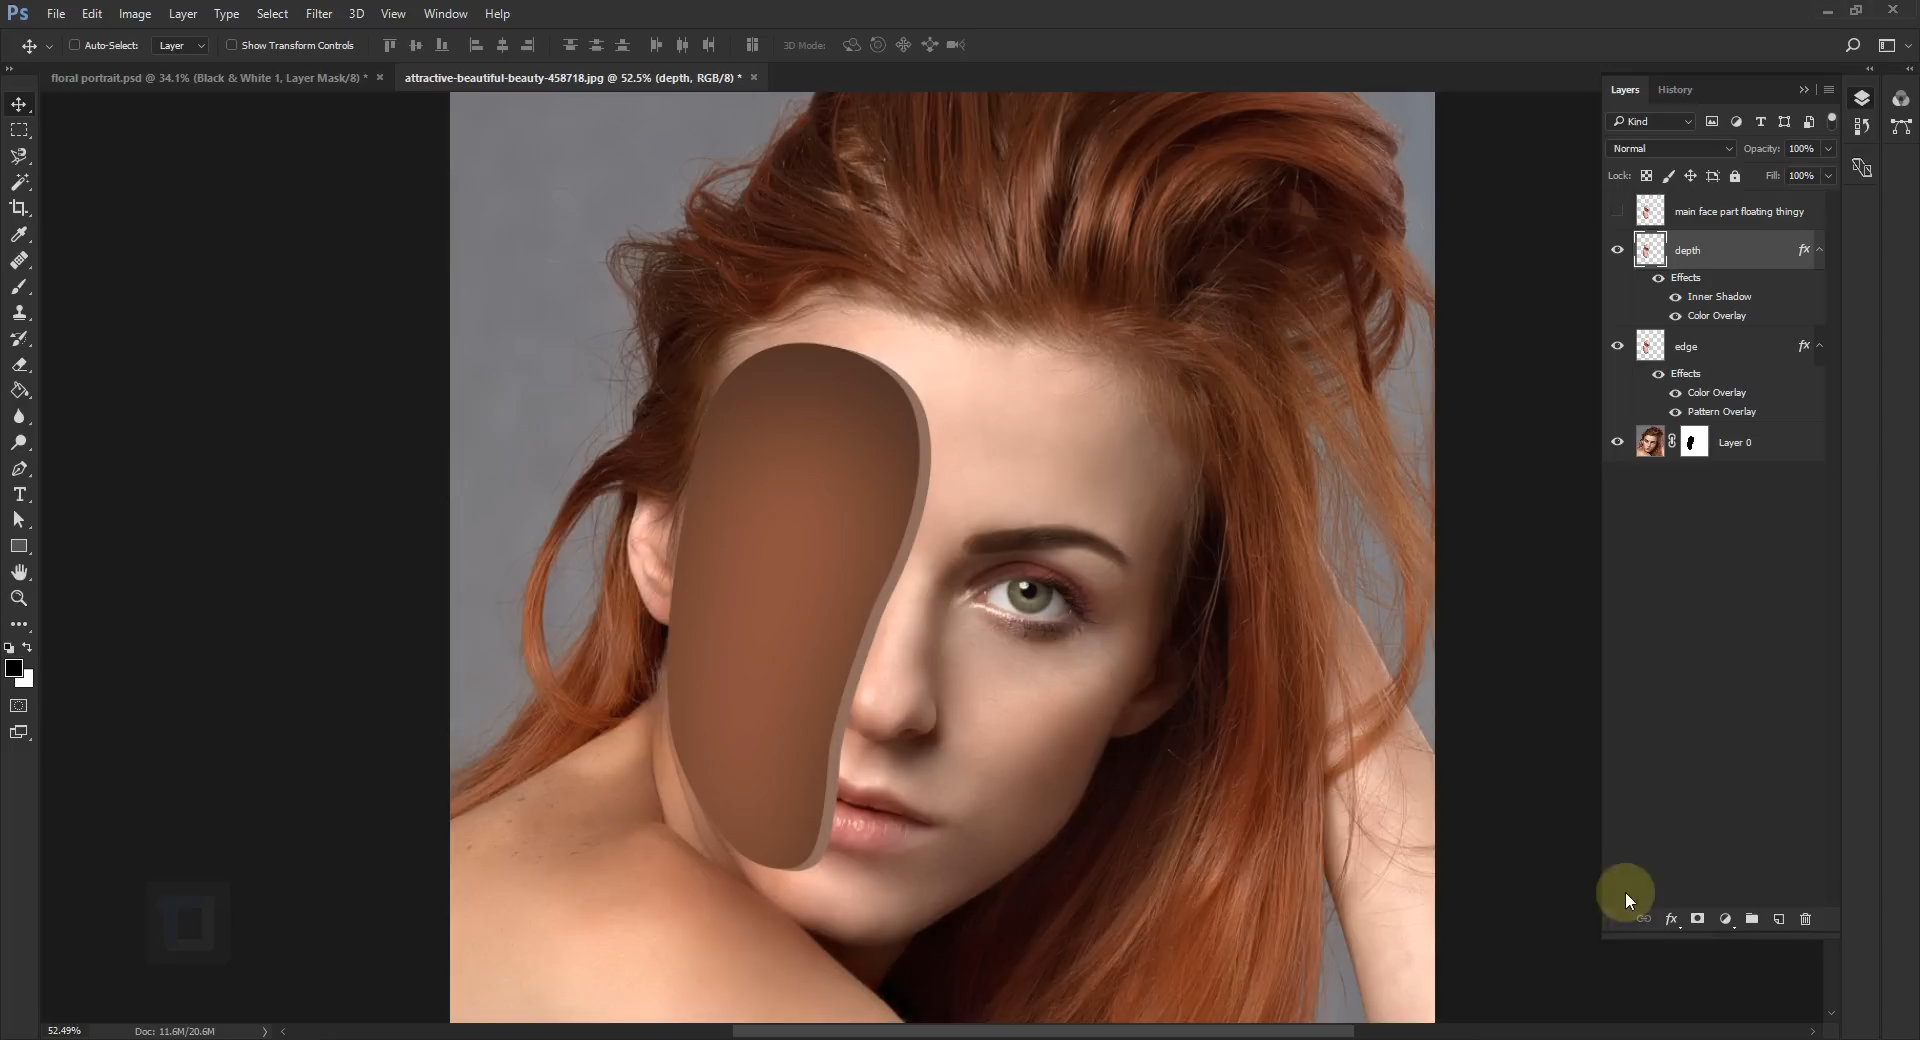 Ps File Edit Image Layer Type Select Filter 3D View Window Help
Auto-Select: Layer Show Transform Controls 3D Mode:
floral portrait.psd @ 34.1% (Black & White 1, Layer Mask/8) * × attractive-beautiful-beauty-458718.jpg @ 52.5% (depth, RGB/8) * ×
Layers History
Kind
Normal Opacity: 100%
Lock: Fill: 100%
main face part floating thingy
depth fx
Effects
Inner Shadow
Color Overlay
edge fx
Effects
Color Overlay
Pattern Overlay
Layer 0
fx
52.49% Doc: 11.6M/20.6M